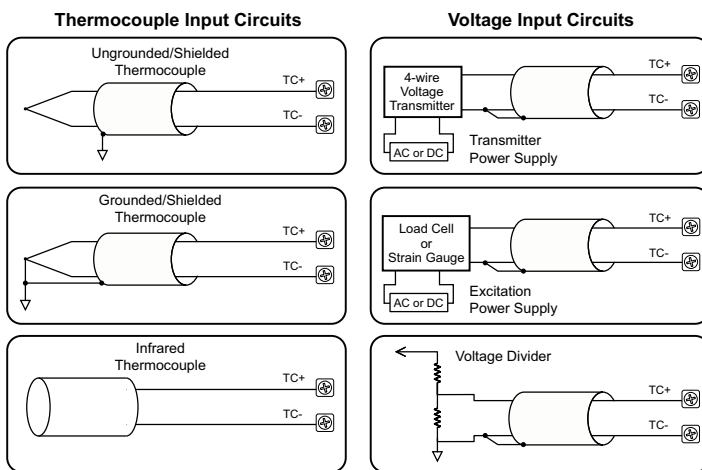 Thermocouple Input Circuits
Ungrounded/Shielded
Thermocouple
TC+
TC-
Grounded/Shielded
Thermocouple
TC+
TC-
Infrared
Thermocouple
TC+
TC-
Voltage Input Circuits
4-wire
Voltage
Transmitter
AC or DC
Transmitter
Power Supply
TC+
TC-
Load Cell
or
Strain Gauge
AC or DC
Excitation
Power Supply
TC+
TC-
Voltage Divider
TC+
TC-